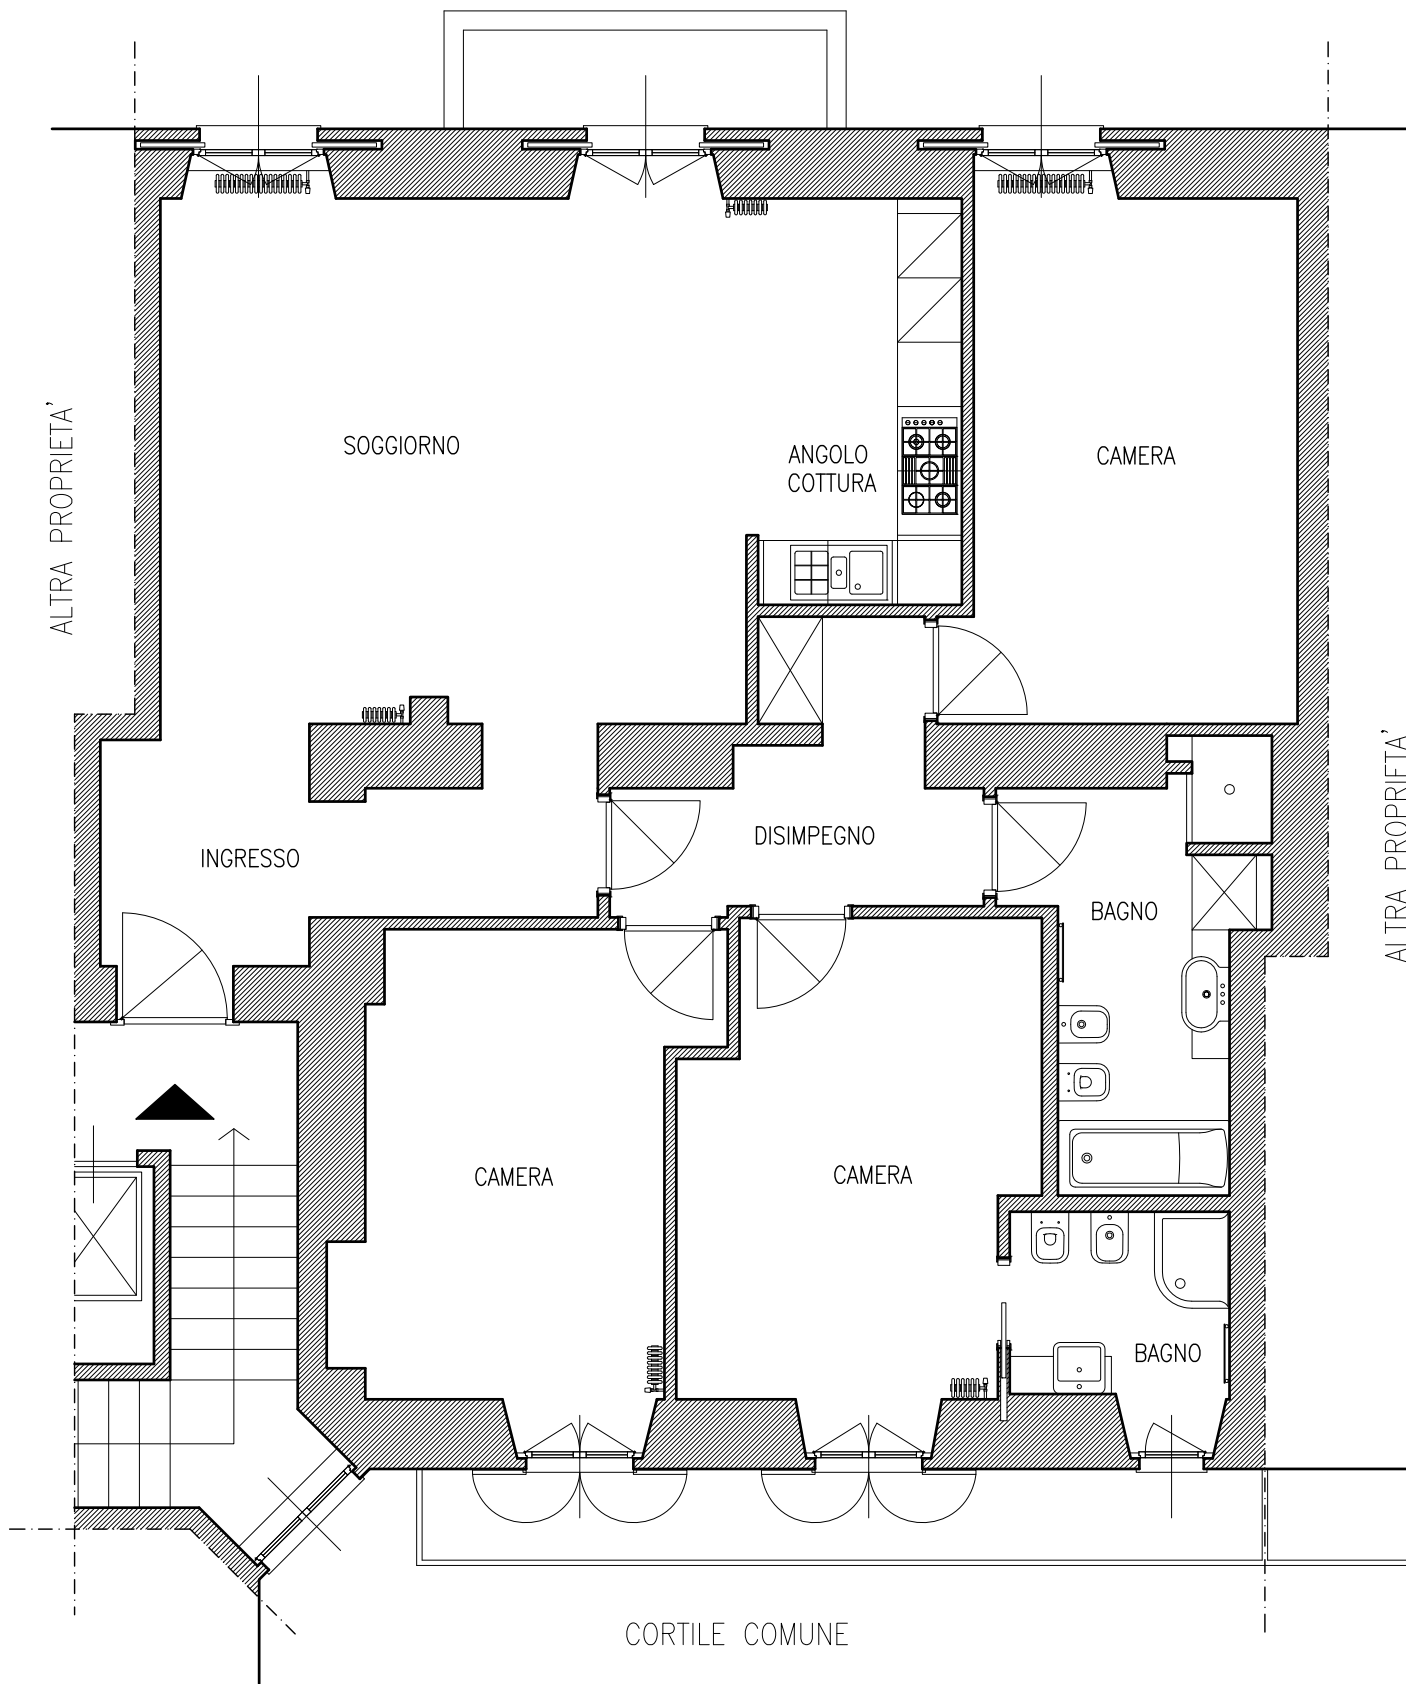 SOGGIORNO
ANGOLO
COTTURA
CAMERA
ALTRA PROPRIETA'
ALTRA PROPRIETA'
INGRESSO
DISIMPEGNO
BAGNO
CAMERA
CAMERA
BAGNO
CORTILE COMUNE